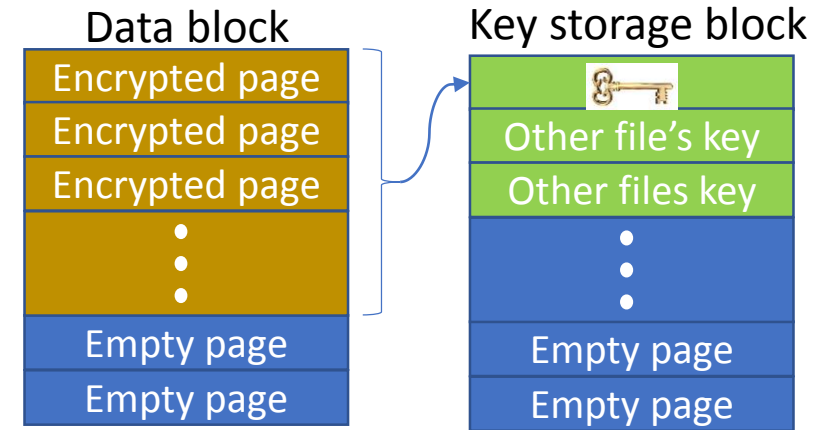 Data block
Encrypted page
Encrypted page
Encrypted page
Empty page
Empty page
Key storage block
Other file's key
Other files key
Empty page
Empty page